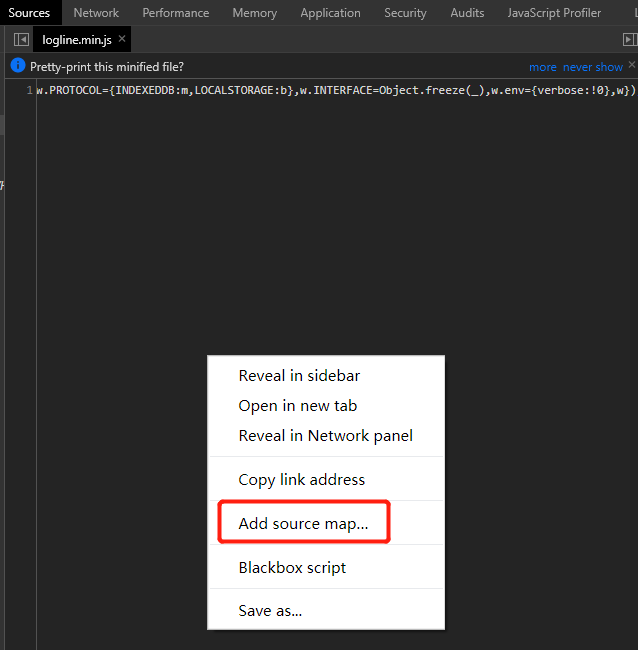 Sources Network Performance Memory Application Security Audits JavaScript Profiler
logline.min.js ×
Pretty-print this minified file? more never show ×
1 w.PROTOCOL={INDEXEDDB:m,LOCALSTORAGE:b},w.INTERFACE=Object.freeze(_),w.env={verbose:!0},w})
Reveal in sidebar
Open in new tab
Reveal in Network panel
Copy link address
Add source map...
Blackbox script
Save as...